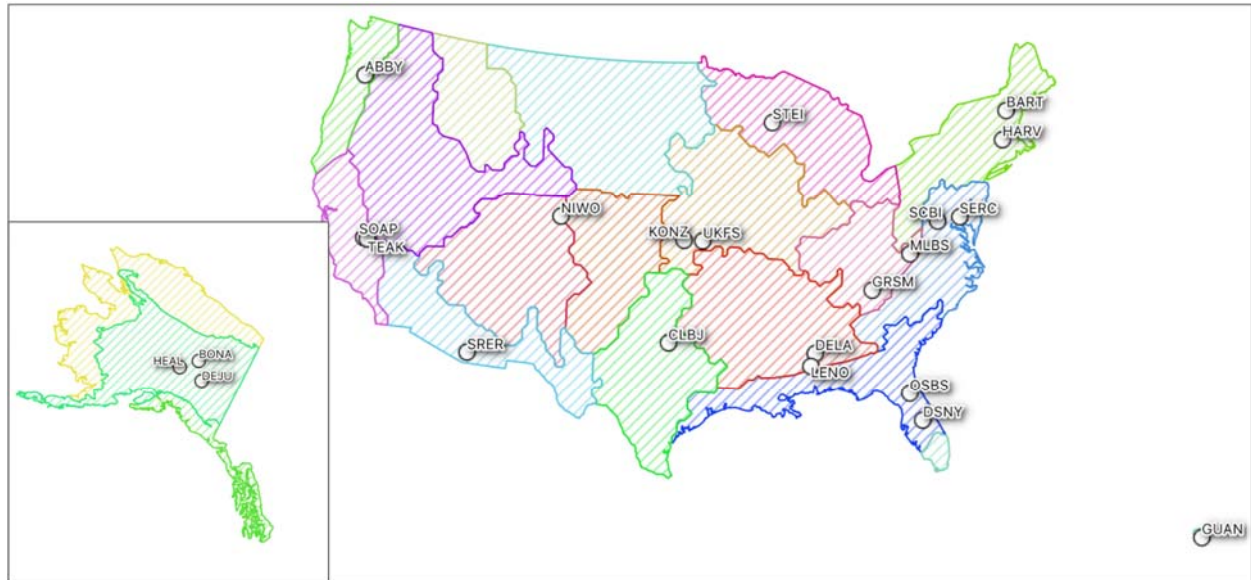 ABBY
BART
STEI
HARV
NIWO
SCBI
SERC
SOAP
TEAK
KONZ
UKFS
MLBS
GRSM
CLBJ
SRER
DELA
LENO
HEAL
BONA
DEJU
OSBS
DSNY
GUAN